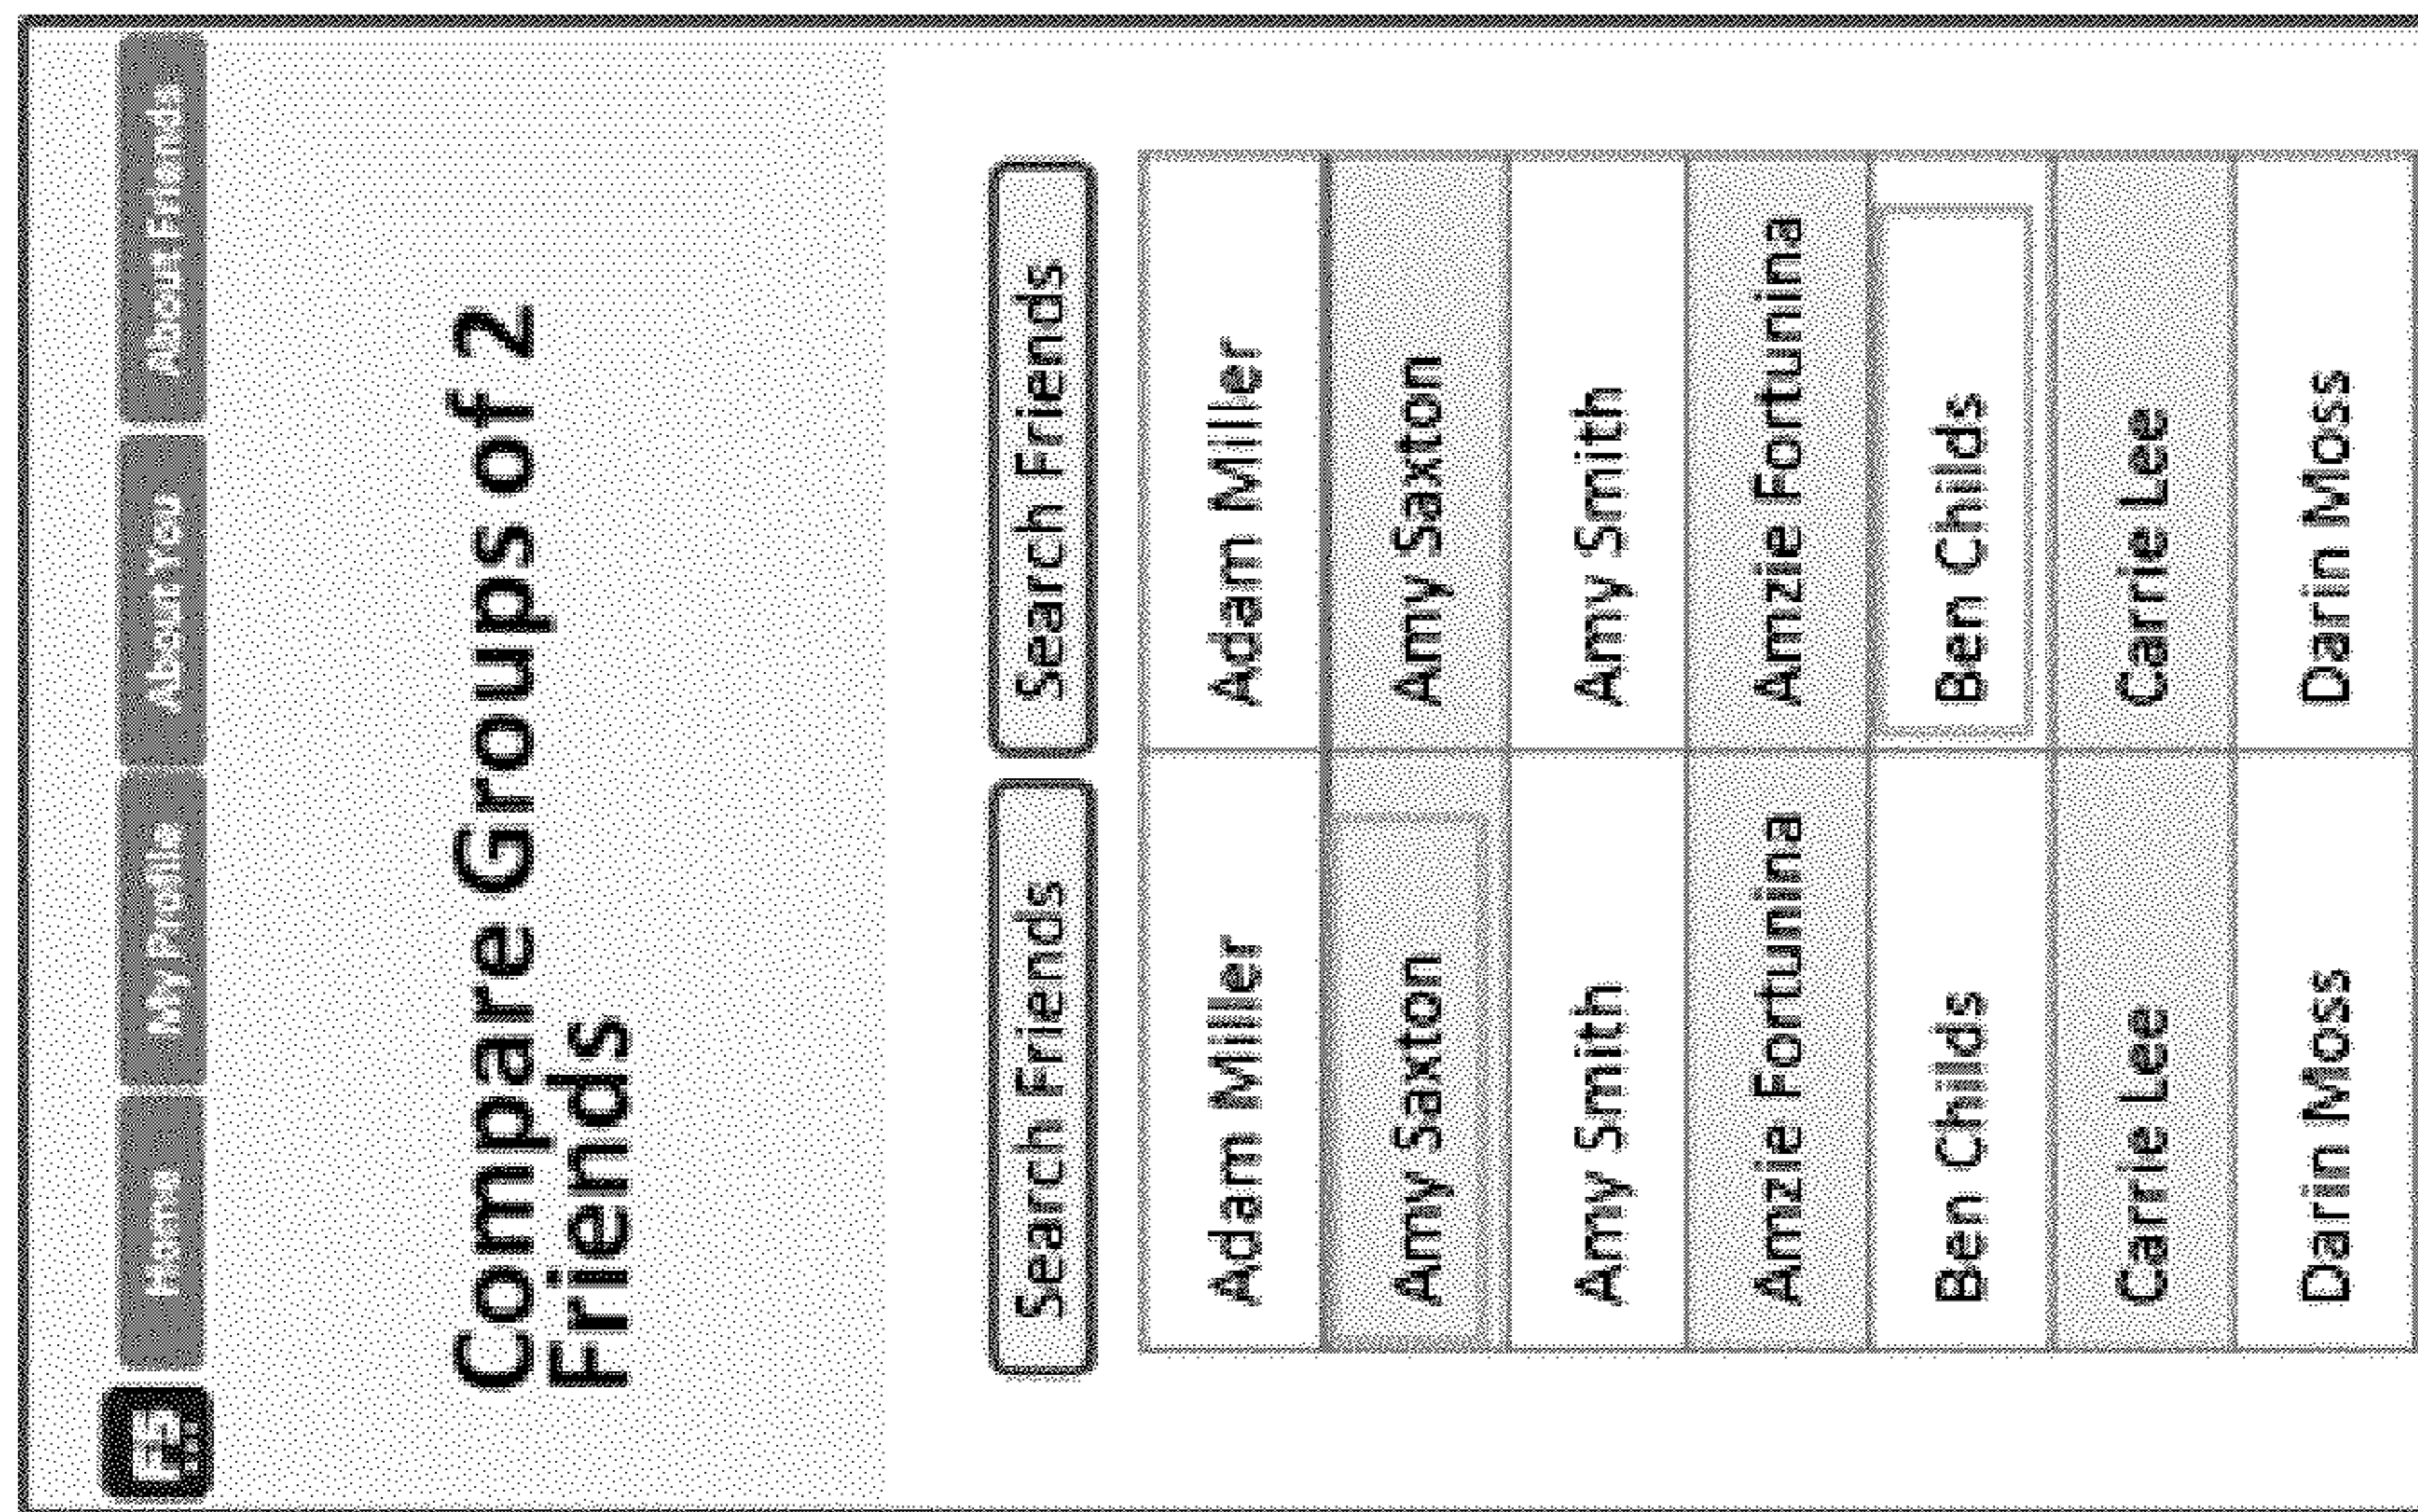 FS
Home My Profile About You About Friends
Compare Groups of 2
Friends
Search Friends Search Friends
Adam Miller Adam Miller
Amy Saxton Amy Saxton
Amy Smith Amy Smith
Amzie Fortunina Amzie Fortunina
Ben Childs Ben Childs
Carrie Lee Carrie Lee
Darin Moss Darin Moss